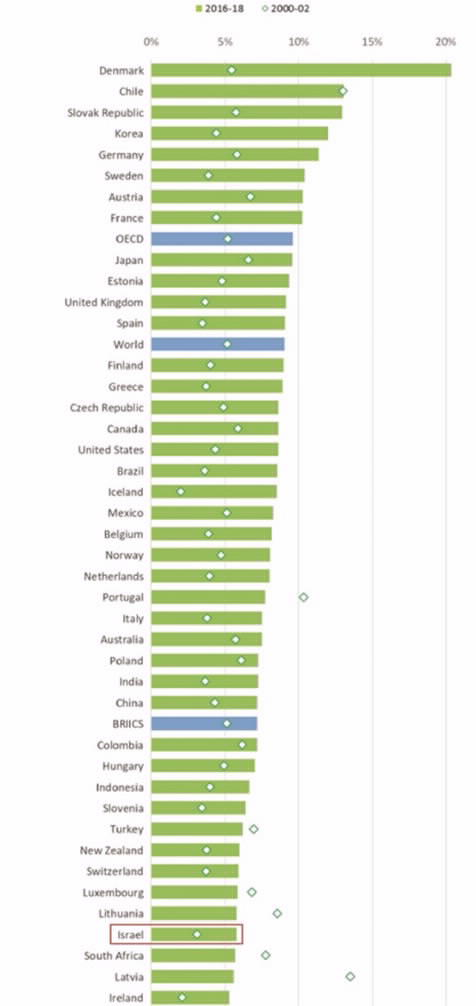 2016-18 2000-02
0% 5% 10% 15% 20%
Denmark
Chile
Slovak Republic
Korea
Germany
Sweden
Austria
France
OECD
Japan
Estonia
United Kingdom
Spain
World
Finland
Greece
Czech Republic
Canada
United States
Brazil
Iceland
Mexico
Belgium
Norway
Netherlands
Portugal
Italy
Australia
Poland
India
China
BRIICS
Colombia
Hungary
Indonesia
Slovenia
Turkey
New Zealand
Switzerland
Luxembourg
Lithuania
Israel
South Africa
Latvia
Ireland